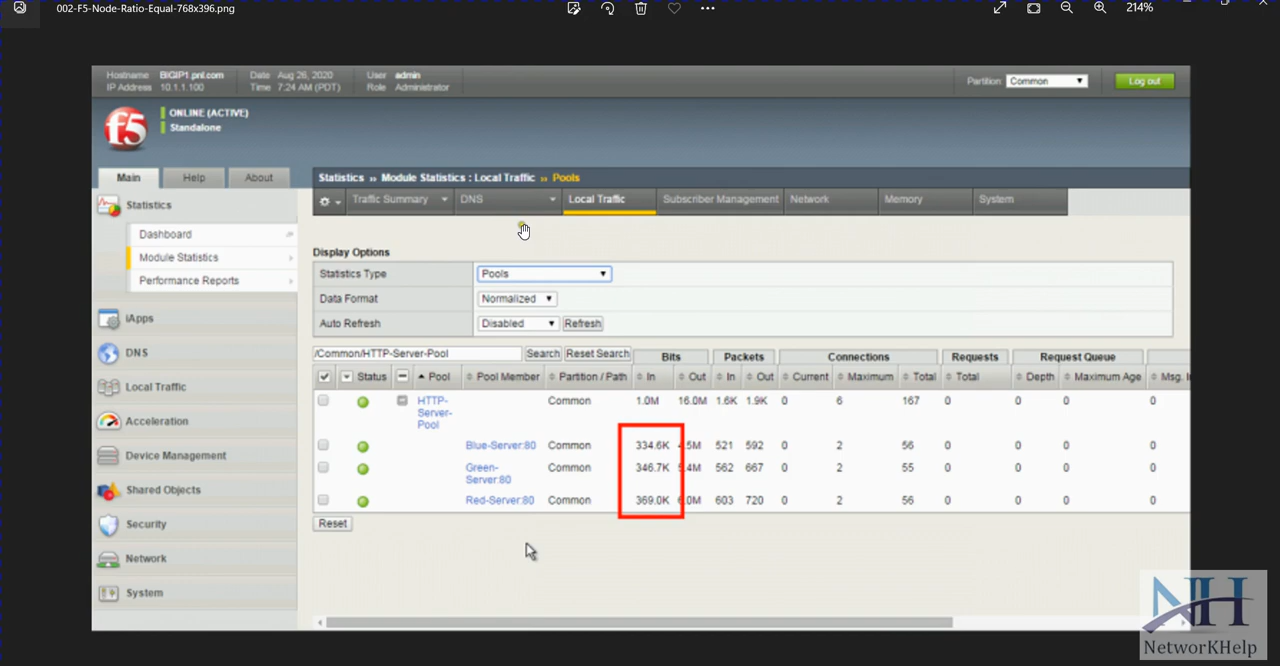 002-F5-Node-Ratio-Equal-768x396.png 214%
Hostname BIGIP1.pnl.com Date Aug 26, 2020 User admin Partition Common Log out
IP Address 10.1.1.100 Time 7:24 AM (PDT) Role Administrator
f5
ONLINE (ACTIVE)
Standalone
Main Help About
Statistics
Dashboard
Module Statistics
Performance Reports
iApps
DNS
Local Traffic
Acceleration
Device Management
Shared Objects
Security
Network
System
Statistics » Module Statistics : Local Traffic » Pools
Traffic Summary DNS Local Traffic Subscriber Management Network Memory System
Display Options
Statistics Type Pools
Data Format Normalized
Auto Refresh Disabled Refresh
/Common/HTTP-Server-Pool Search Reset Search Bits Packets Connections Requests Request Queue
Status Pool Pool Member Partition / Path In Out In Out Current Maximum Total Total Depth Maximum Age Msg.
HTTP-Server-Pool Common 1.0M 16.0M 1.6K 1.9K 0 6 167 0 0 0 0
Blue-Server:80 Common 334.6K 521 592 0 2 56 0 0 0 0
Green-Server:80 Common 346.7K 562 667 0 2 55 0 0 0 0
Red-Server:80 Common 369.0K 603 720 0 2 56 0 0 0 0
Reset
NH
NetworKHelp